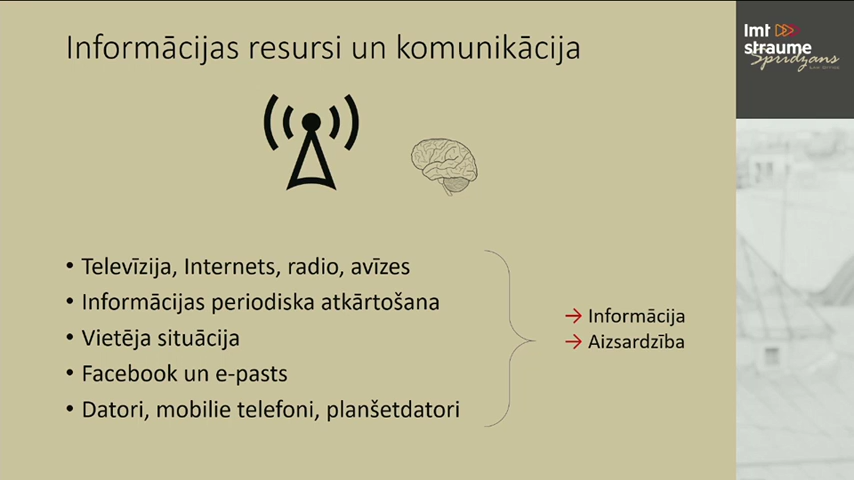 Informācijas resursi un komunikācija
lmt
straume
Sprīdzāns
• Televīzija, Internets, radio, avīzes
• Informācijas periodiska atkārtošana
• Vietēja situācija
• Facebook un e-pasts
• Datori, mobilie telefoni, planšetdatori
→ Informācija
→ Aizsardzība